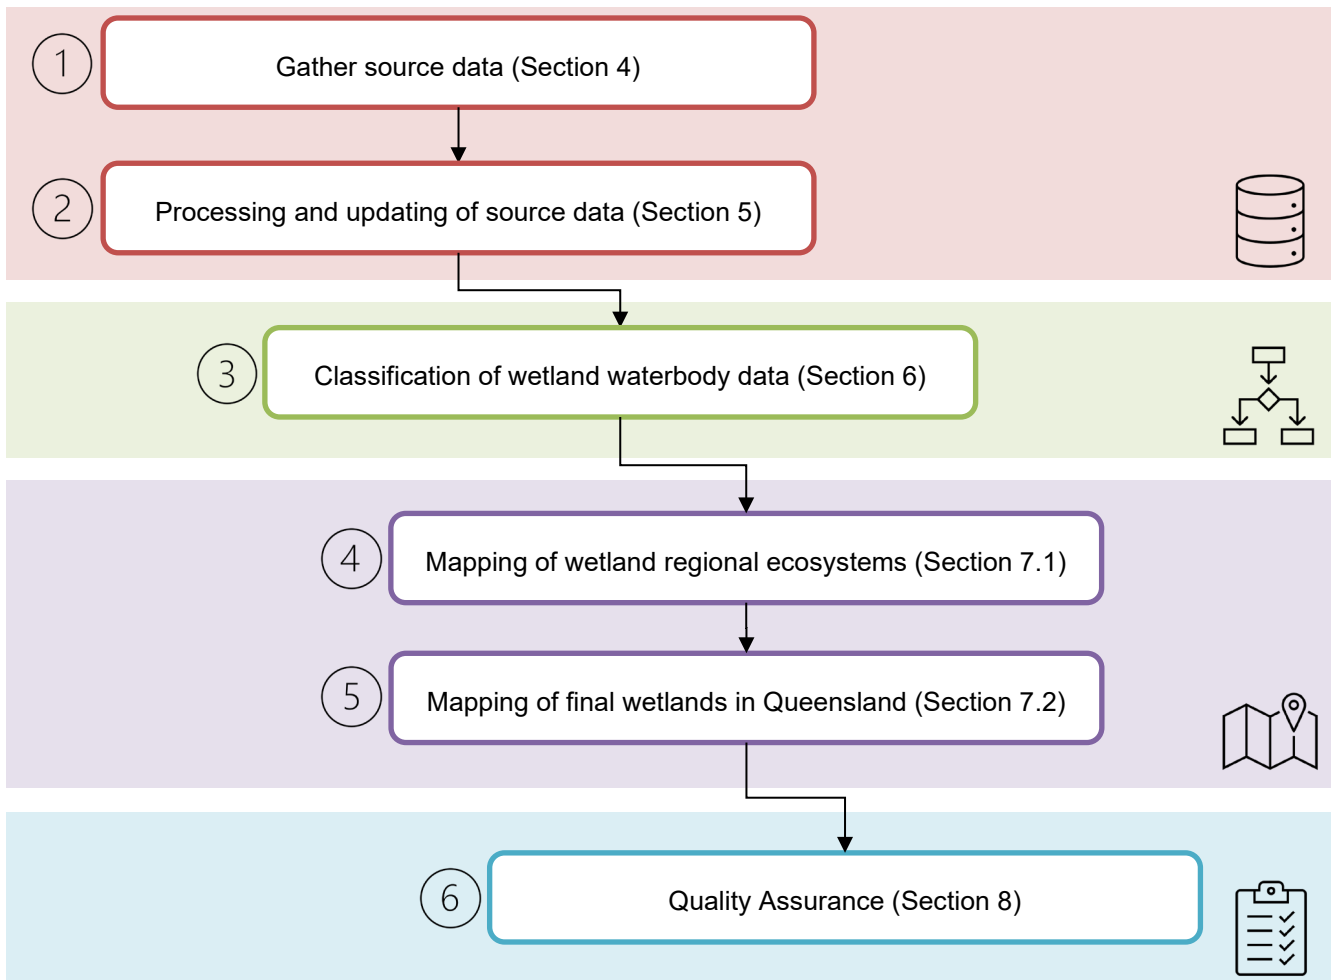 1
Gather source data (Section 4)
2
Processing and updating of source data (Section 5)
3
Classification of wetland waterbody data (Section 6)
4
Mapping of wetland regional ecosystems (Section 7.1)
5
Mapping of final wetlands in Queensland (Section 7.2)
6
Quality Assurance (Section 8)